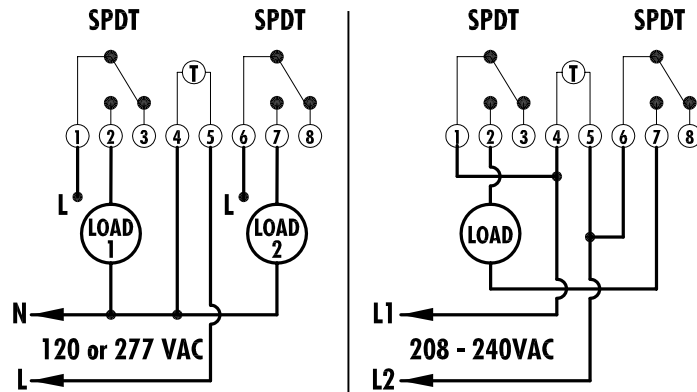 SPDT SPDT SPDT SPDT
T T
1 2 3 4 5 6 7 8 1 2 3 4 5 6 7 8
L L
LOAD 1 LOAD 2 LOAD
N L1
120 or 277 VAC 208 - 240VAC
L L2